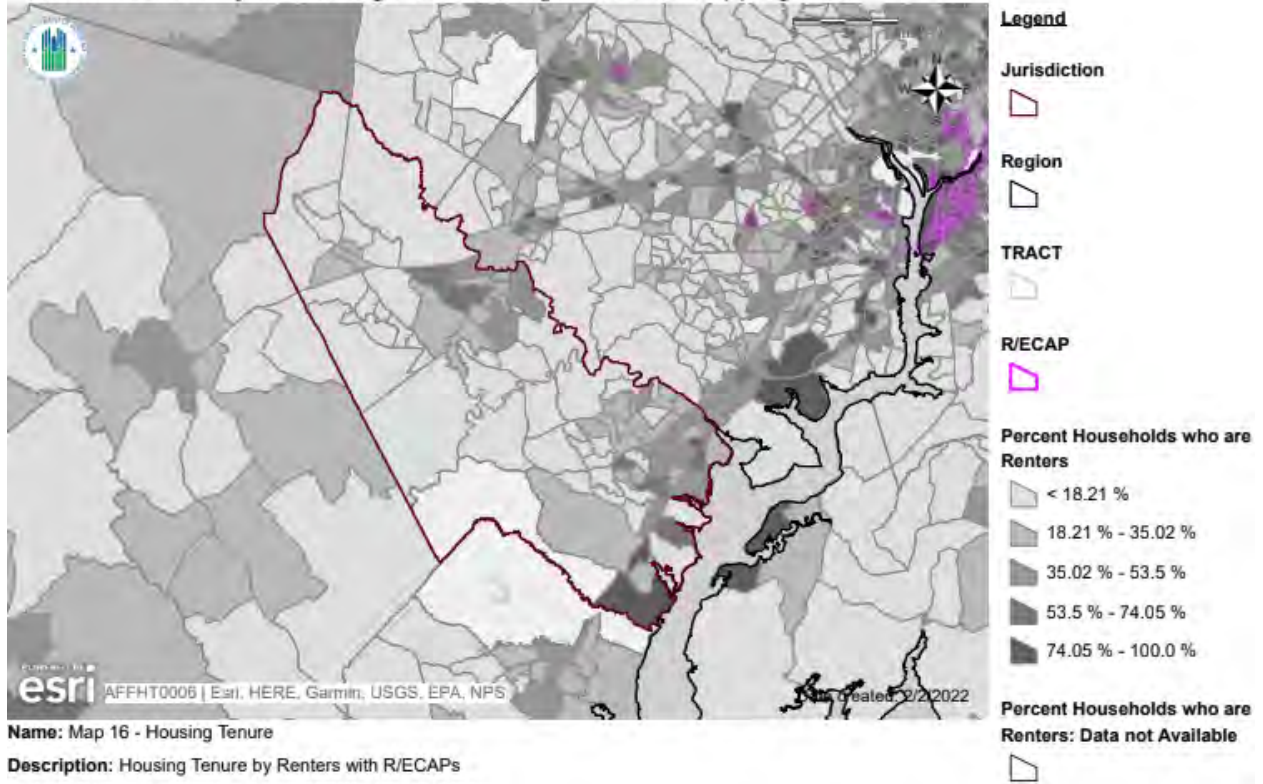 Legend
Jurisdiction
Region
TRACT
R/ECAP
Percent Households who are
Renters
< 18.21 %
18.21 % - 35.02 %
35.02 % - 53.5 %
53.5 % - 74.05 %
74.05 % - 100.0 %
Percent Households who are
Renters: Data not Available
N
W
esri
AFFHT0006 | Esri, HERE, Garmin, USGS, EPA, NPS
created: 2/2/2022
Name: Map 16 - Housing Tenure
Description: Housing Tenure by Renters with R/ECAPs